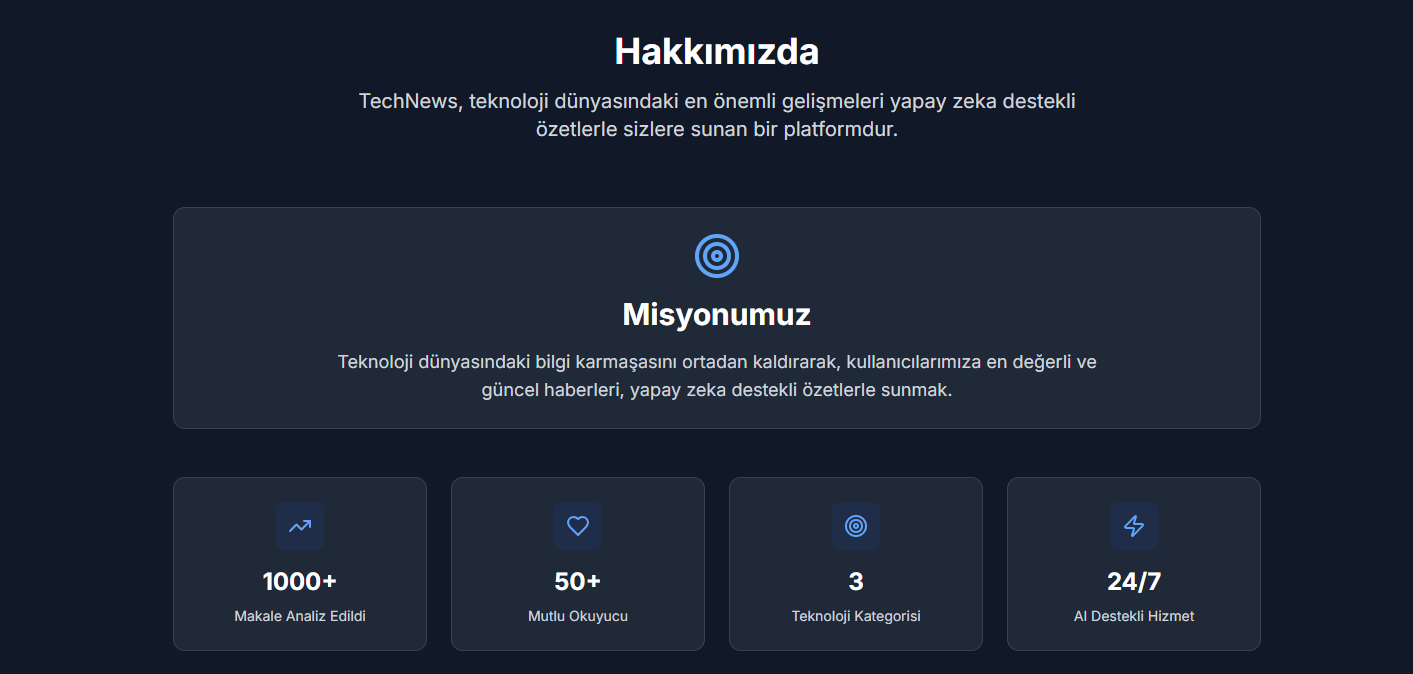 Hakkımızda
TechNews, teknoloji dünyasındaki en önemli gelişmeleri yapay zeka destekli
özetlerle sizlere sunan bir platformdur.
Misyonumuz
Teknoloji dünyasındaki bilgi karmaşasını ortadan kaldırarak, kullanıcılarımıza en değerli ve
güncel haberleri, yapay zeka destekli özetlerle sunmak.
1000+
Makale Analiz Edildi
50+
Mutlu Okuyucu
3
Teknoloji Kategorisi
24/7
AI Destekli Hizmet